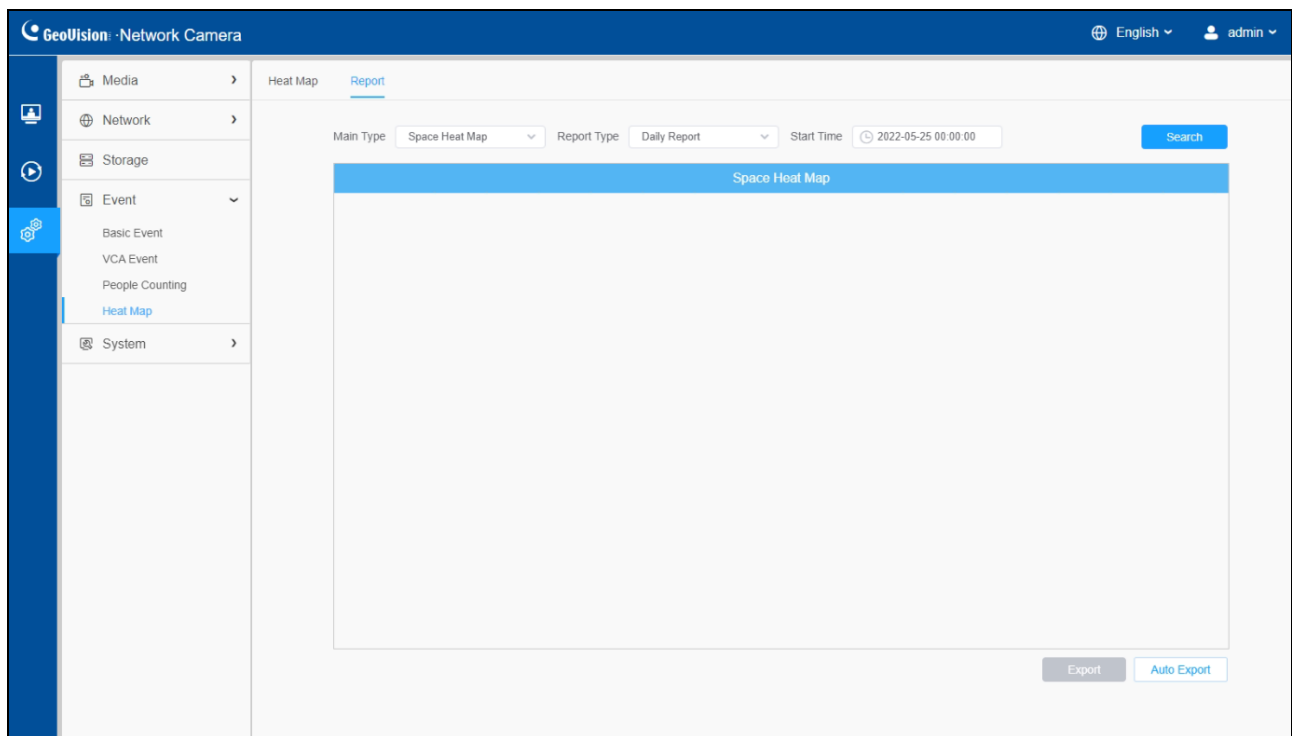 GeoVision · Network Camera
English
admin
Media
Network
Storage
Event
Basic Event
VCA Event
People Counting
Heat Map
System
Heat Map Report
Main Type Space Heat Map Report Type Daily Report Start Time 2022-05-25 00:00:00 Search
Space Heat Map
Export Auto Export